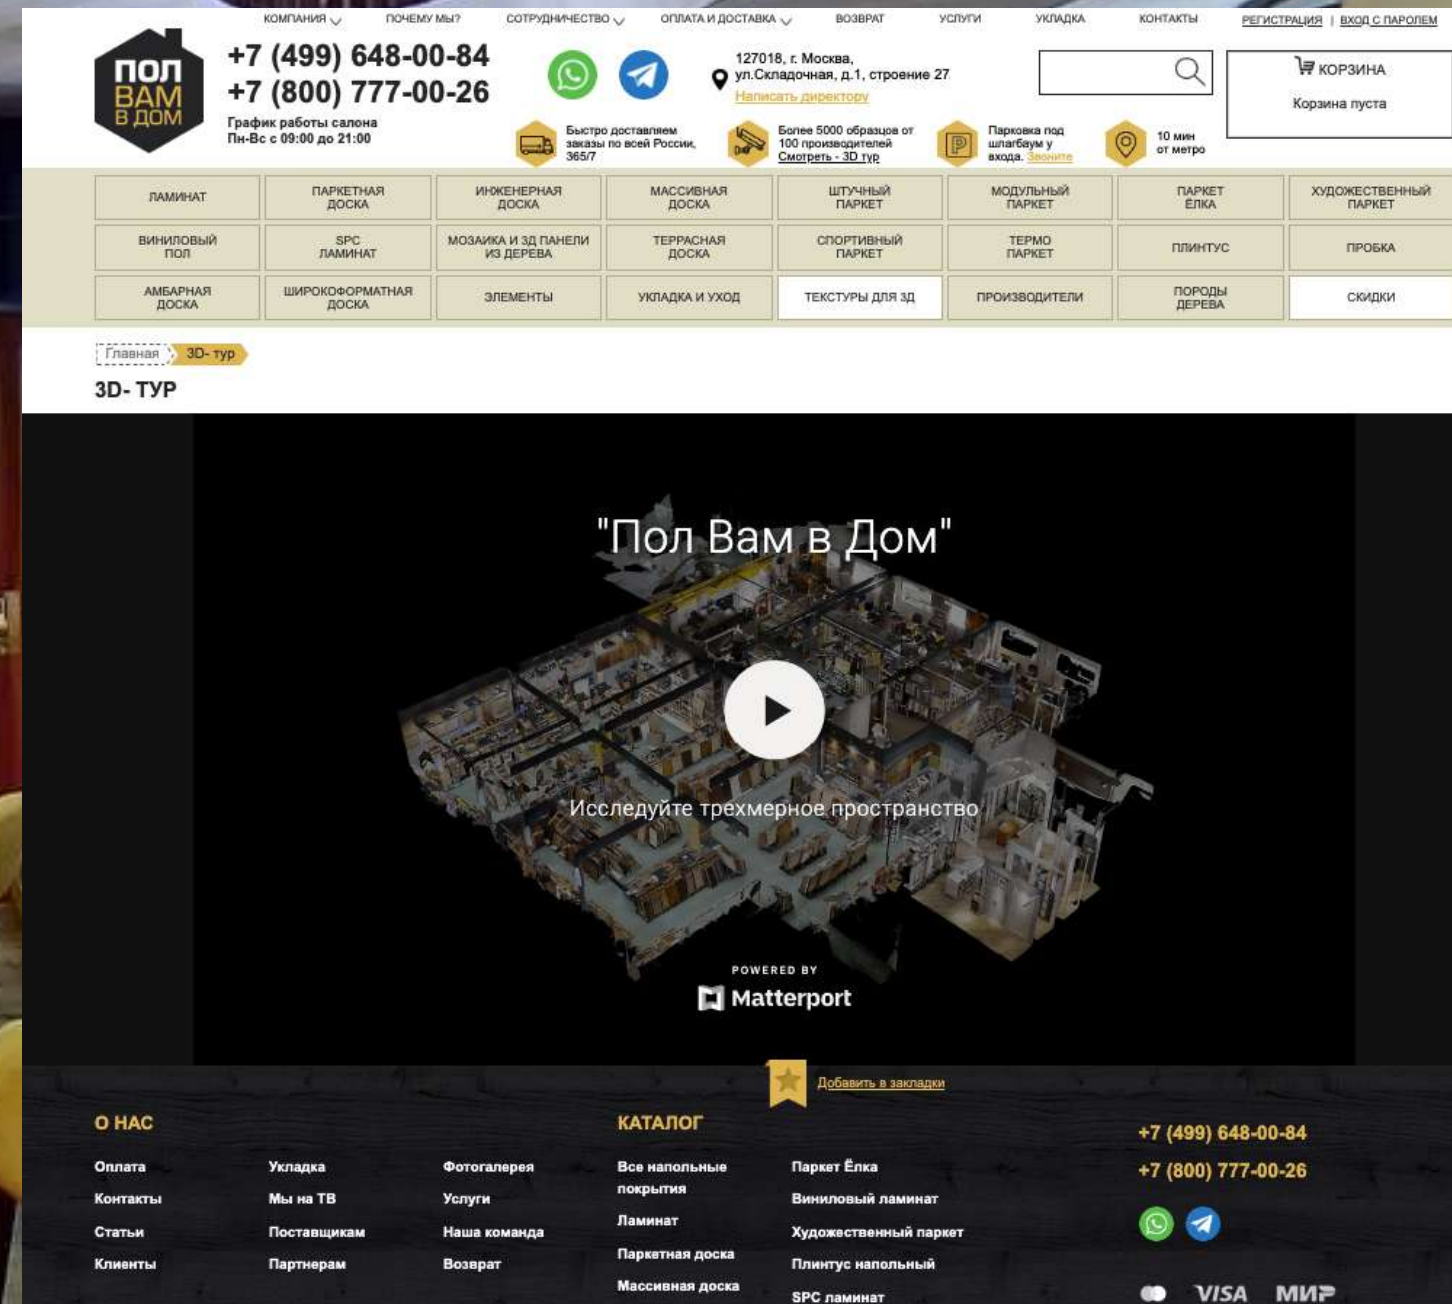 КОМПАНИЯ ПОЧЕМУ МЫ? СОТРУДНИЧЕСТВО ОПЛАТА И ДОСТАВКА ВОЗВРАТ УСЛУГИ УКЛАДКА КОНТАКТЫ РЕГИСТРАЦИЯ | ВХОД С ПАРОЛЕМ
ПОЛ
ВАМ
В ДОМ
+7 (499) 648-00-84
+7 (800) 777-00-26
График работы салона
Пн-Вс с 09:00 до 21:00
127018, г. Москва,
ул.Складочная, д.1, строение 27
Написать директору
КОРЗИНА
Корзина пуста
Быстро доставляем
заказы по всей России,
365/7
Более 5000 образцов от
100 производителей
Смотреть - 3D тур
Парковка под
шлагбаум у
входа. Звоните
10 мин
от метро
ЛАМИНАТ
ПАРКЕТНАЯ
ДОСКА
ИНЖЕНЕРНАЯ
ДОСКА
МАССИВНАЯ
ДОСКА
ШТУЧНЫЙ
ПАРКЕТ
МОДУЛЬНЫЙ
ПАРКЕТ
ПАРКЕТ
ЁЛКА
ХУДОЖЕСТВЕННЫЙ
ПАРКЕТ
ВИНИЛОВЫЙ
ПОЛ
SPC
ЛАМИНАТ
МОЗАИКА И 3Д ПАНЕЛИ
ИЗ ДЕРЕВА
ТЕРРАСНАЯ
ДОСКА
СПОРТИВНЫЙ
ПАРКЕТ
ТЕРМО
ПАРКЕТ
ПЛИНТУС
ПРОБКА
АМБАРНАЯ
ДОСКА
ШИРОКОФОРМАТНАЯ
ДОСКА
ЭЛЕМЕНТЫ
УКЛАДКА И УХОД
ТЕКСТУРЫ ДЛЯ 3Д
ПРОИЗВОДИТЕЛИ
ПОРОДЫ
ДЕРЕВА
СКИДКИ
Главная 3D- тур
3D- ТУР
"Пол Вам в Дом"
Исследуйте трехмерное пространство
POWERED BY
Matterport
Добавить в закладки
О НАС
Оплата
Контакты
Статьи
Клиенты
Укладка
Мы на ТВ
Поставщикам
Партнерам
Фотогалерея
Услуги
Наша команда
Возврат
КАТАЛОГ
Все напольные
покрытия
Ламинат
Паркетная доска
Массивная доска
Паркет Ёлка
Виниловый ламинат
Художественный паркет
Плинтус напольный
SPC ламинат
+7 (499) 648-00-84
+7 (800) 777-00-26
VISA МИР